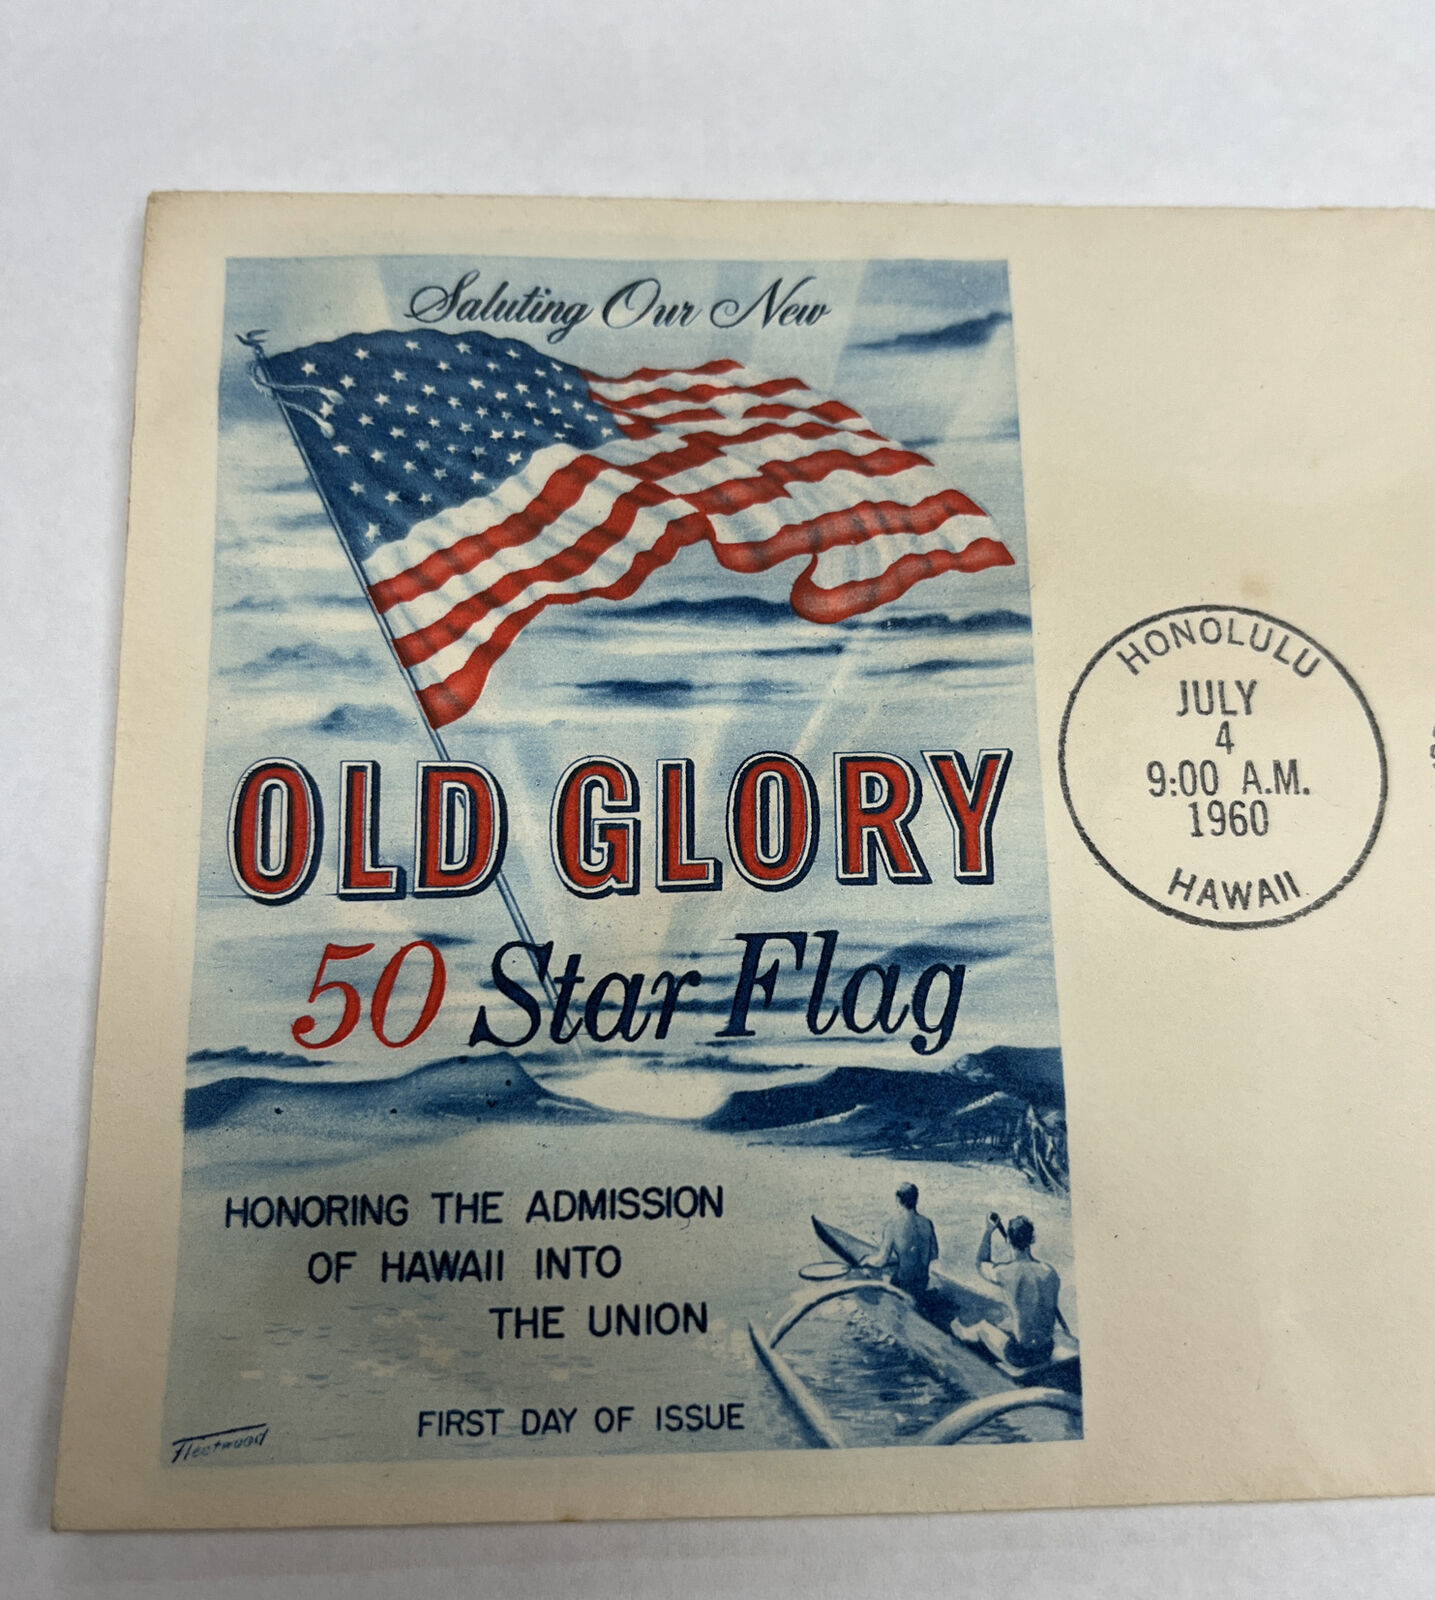 Saluting Our New
OLD GLORY
50 Star Flag
HONORING THE ADMISSION
OF HAWAII INTO
THE UNION
FIRST DAY OF ISSUE
Fleetwood
HONOLULU
JULY
4
9:00 A.M.
1960
HAWAII